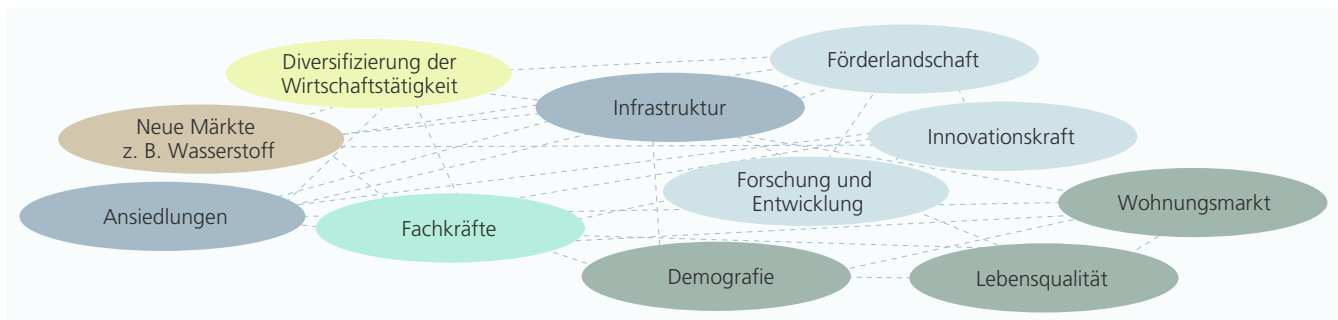 Diversifizierung der
Wirtschaftstätigkeit
Förderlandschaft
Infrastruktur
Neue Märkte
z. B. Wasserstoff
Innovationskraft
Forschung und
Entwicklung
Ansiedlungen
Fachkräfte
Wohnungsmarkt
Demografie
Lebensqualität